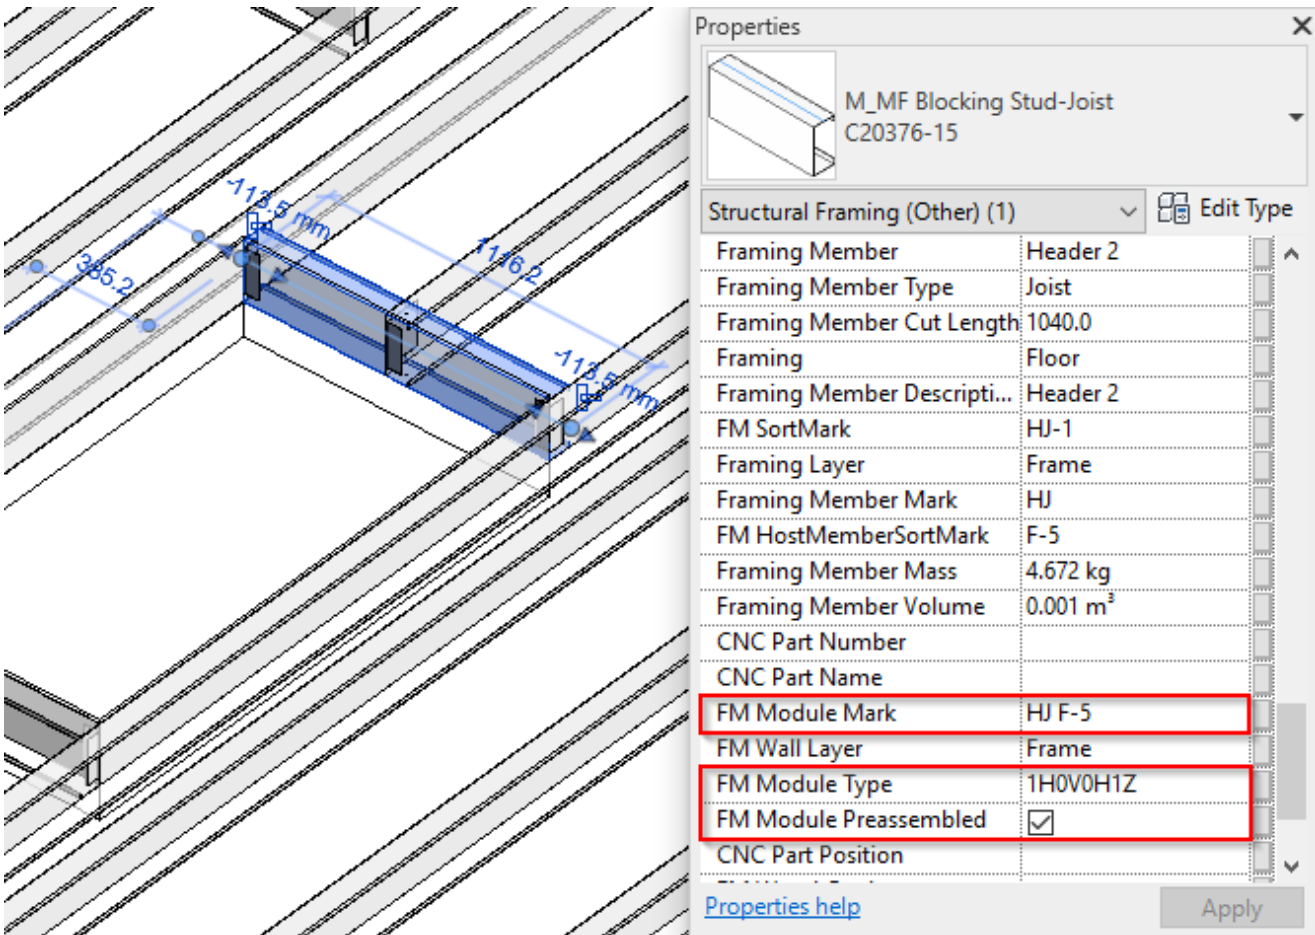 -113.5 mm
1116.2
385.2
-113.5 mm
Properties
M_MF Blocking Stud-Joist
C20376-15
Structural Framing (Other) (1)
Edit Type
Framing Member Header 2
Framing Member Type Joist
Framing Member Cut Length 1040.0
Framing Floor
Framing Member Descripti... Header 2
FM SortMark HJ-1
Framing Layer Frame
Framing Member Mark HJ
FM HostMemberSortMark F-5
Framing Member Mass 4.672 kg
Framing Member Volume 0.001 m³
CNC Part Number
CNC Part Name
FM Module Mark HJ F-5
FM Wall Layer Frame
FM Module Type 1H0V0H1Z
FM Module Preassembled
CNC Part Position
Properties help
Apply